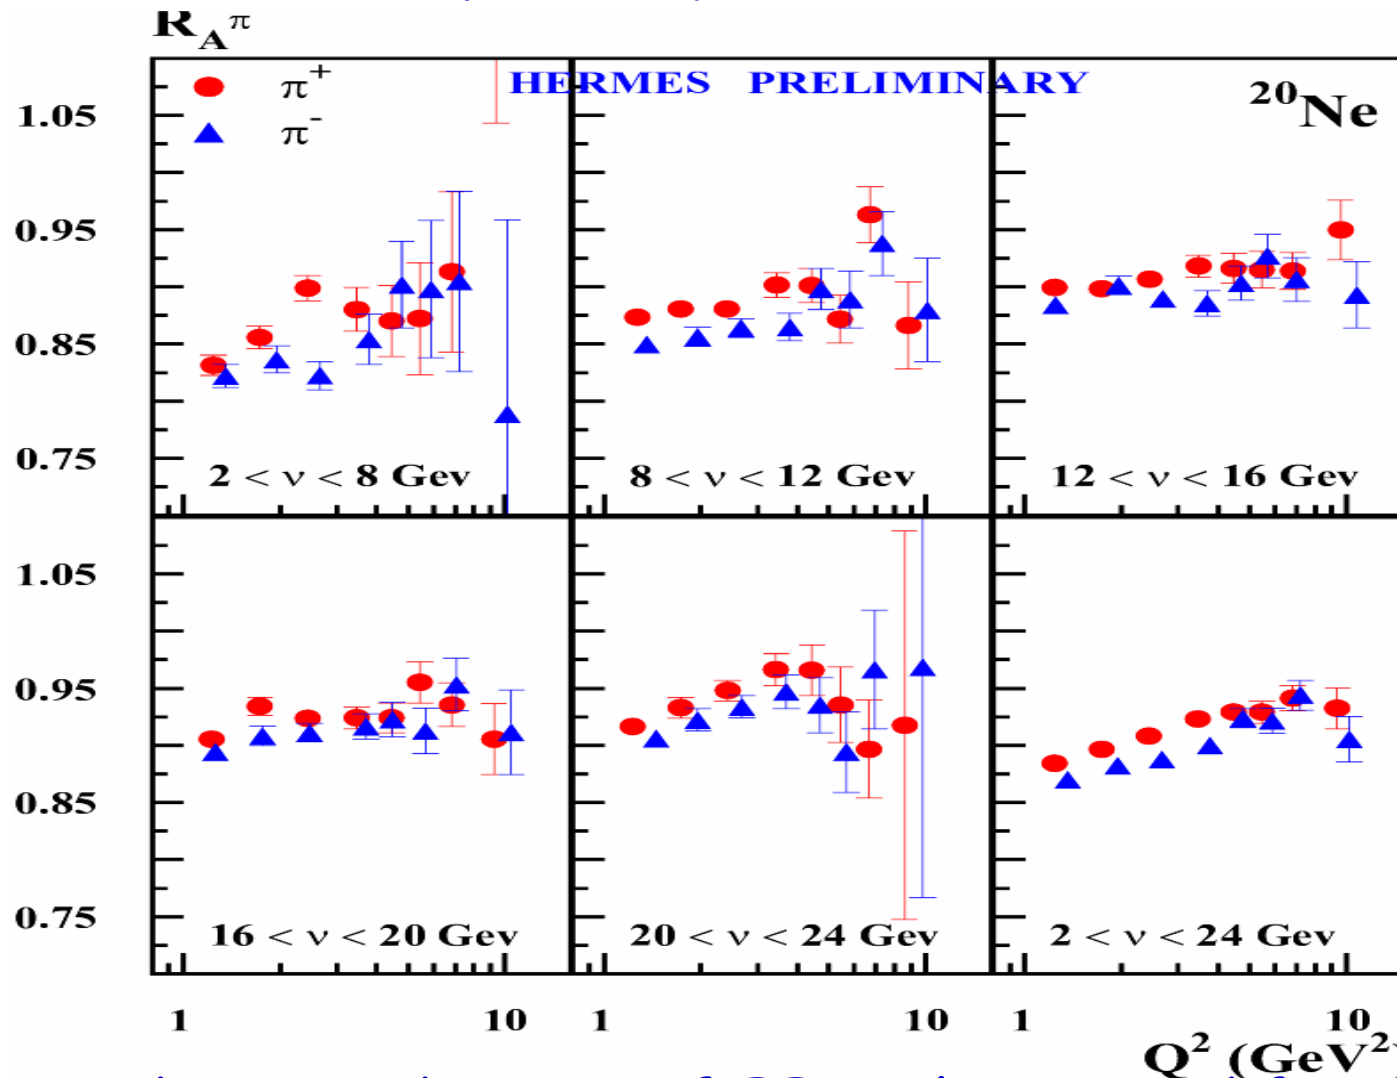 R_A^π
π+
π-
HERMES PRELIMINARY
20Ne
1.05
0.95
0.85
0.75
2 < ν < 8 Gev
8 < ν < 12 Gev
12 < ν < 16 Gev
1.05
0.95
0.85
0.75
16 < ν < 20 Gev
20 < ν < 24 Gev
2 < ν < 24 Gev
1 10 1 10 1 10
Q² (GeV²